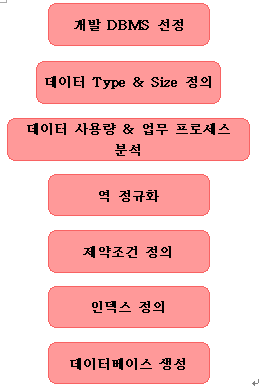 개발 DBMS 선정
데이터 Type & Size 정의
데이터 사용량 & 업무 프로세스
분석
역 정규화
제약조건 정의
인덱스 정의
데이터베이스 생성